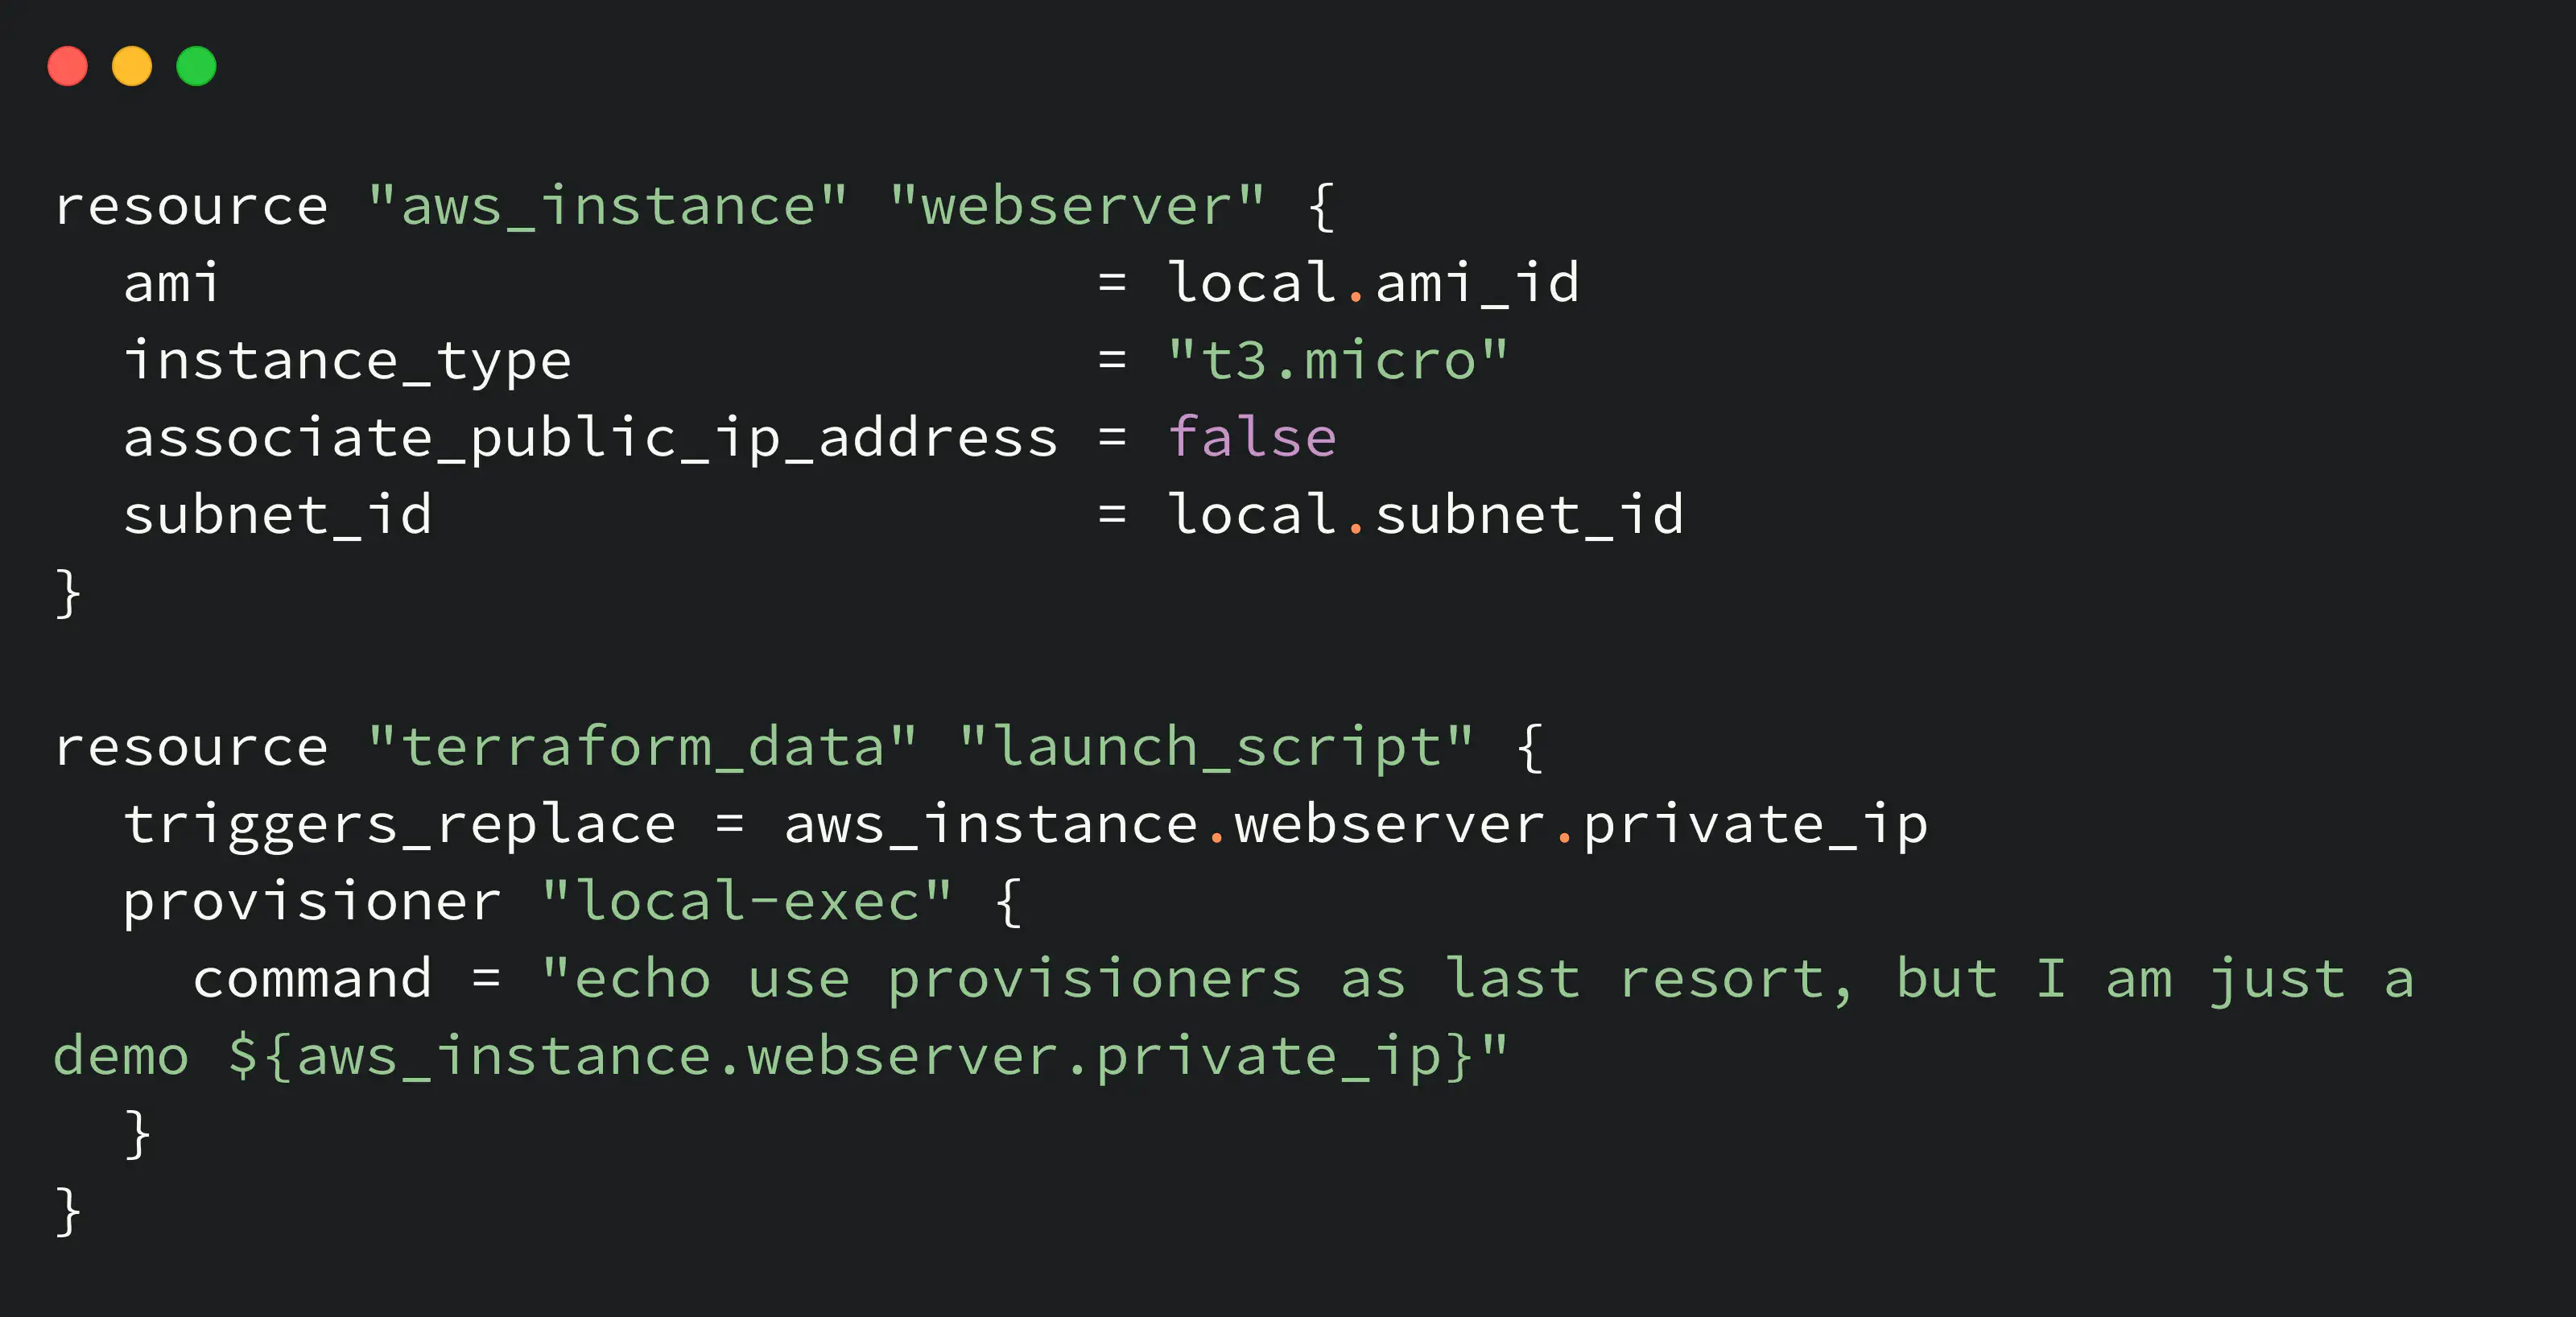 resource "aws_instance" "webserver" {
  ami                         = local.ami_id
  instance_type               = "t3.micro"
  associate_public_ip_address = false
  subnet_id                   = local.subnet_id
}

resource "terraform_data" "launch_script" {
  triggers_replace = aws_instance.webserver.private_ip
  provisioner "local-exec" {
    command = "echo use provisioners as last resort, but I am just a
demo ${aws_instance.webserver.private_ip}"
  }
}